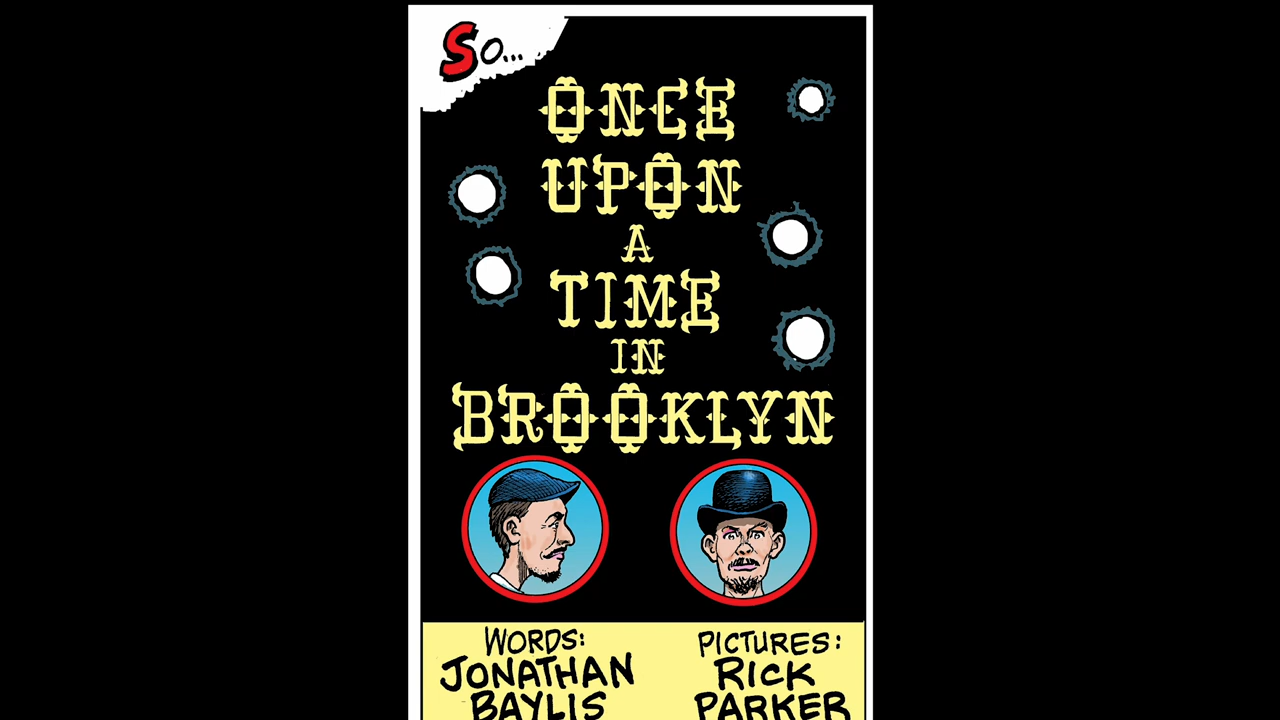 SO...
ONCE
UPON
A
TIME
IN
BROOKLYN
WORDS:
JONATHAN
BAYLIS
PICTURES:
RICK
PARKER